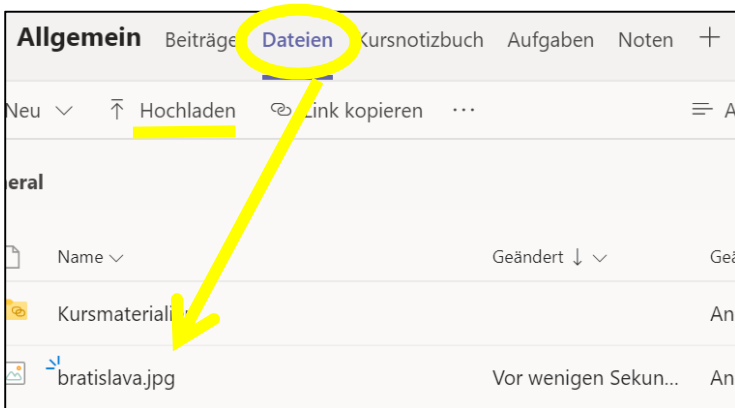 Allgemein Beiträge Dateien Kursnotizbuch Aufgaben Noten +
Neu Hochladen Link kopieren ... A
eral
Name Geändert ↓ Geä
Kursmaterialien An
bratislava.jpg Vor wenigen Sekun... An